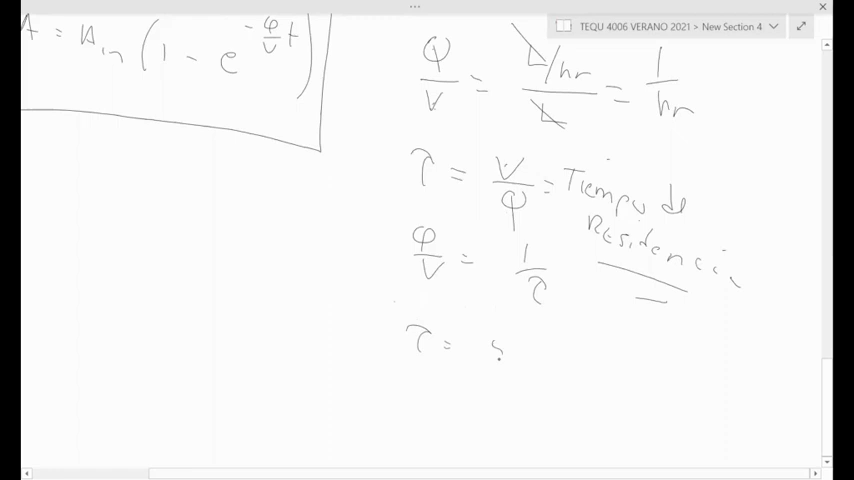 TEQU 4006 VERANO 2021 > New Section 4
A = A_in (1 - e^{-φ/V t})
φ/V = L/hr / L = 1/hr
τ = V/φ = Tiempo de
Residencia
φ/V = 1/τ
τ =